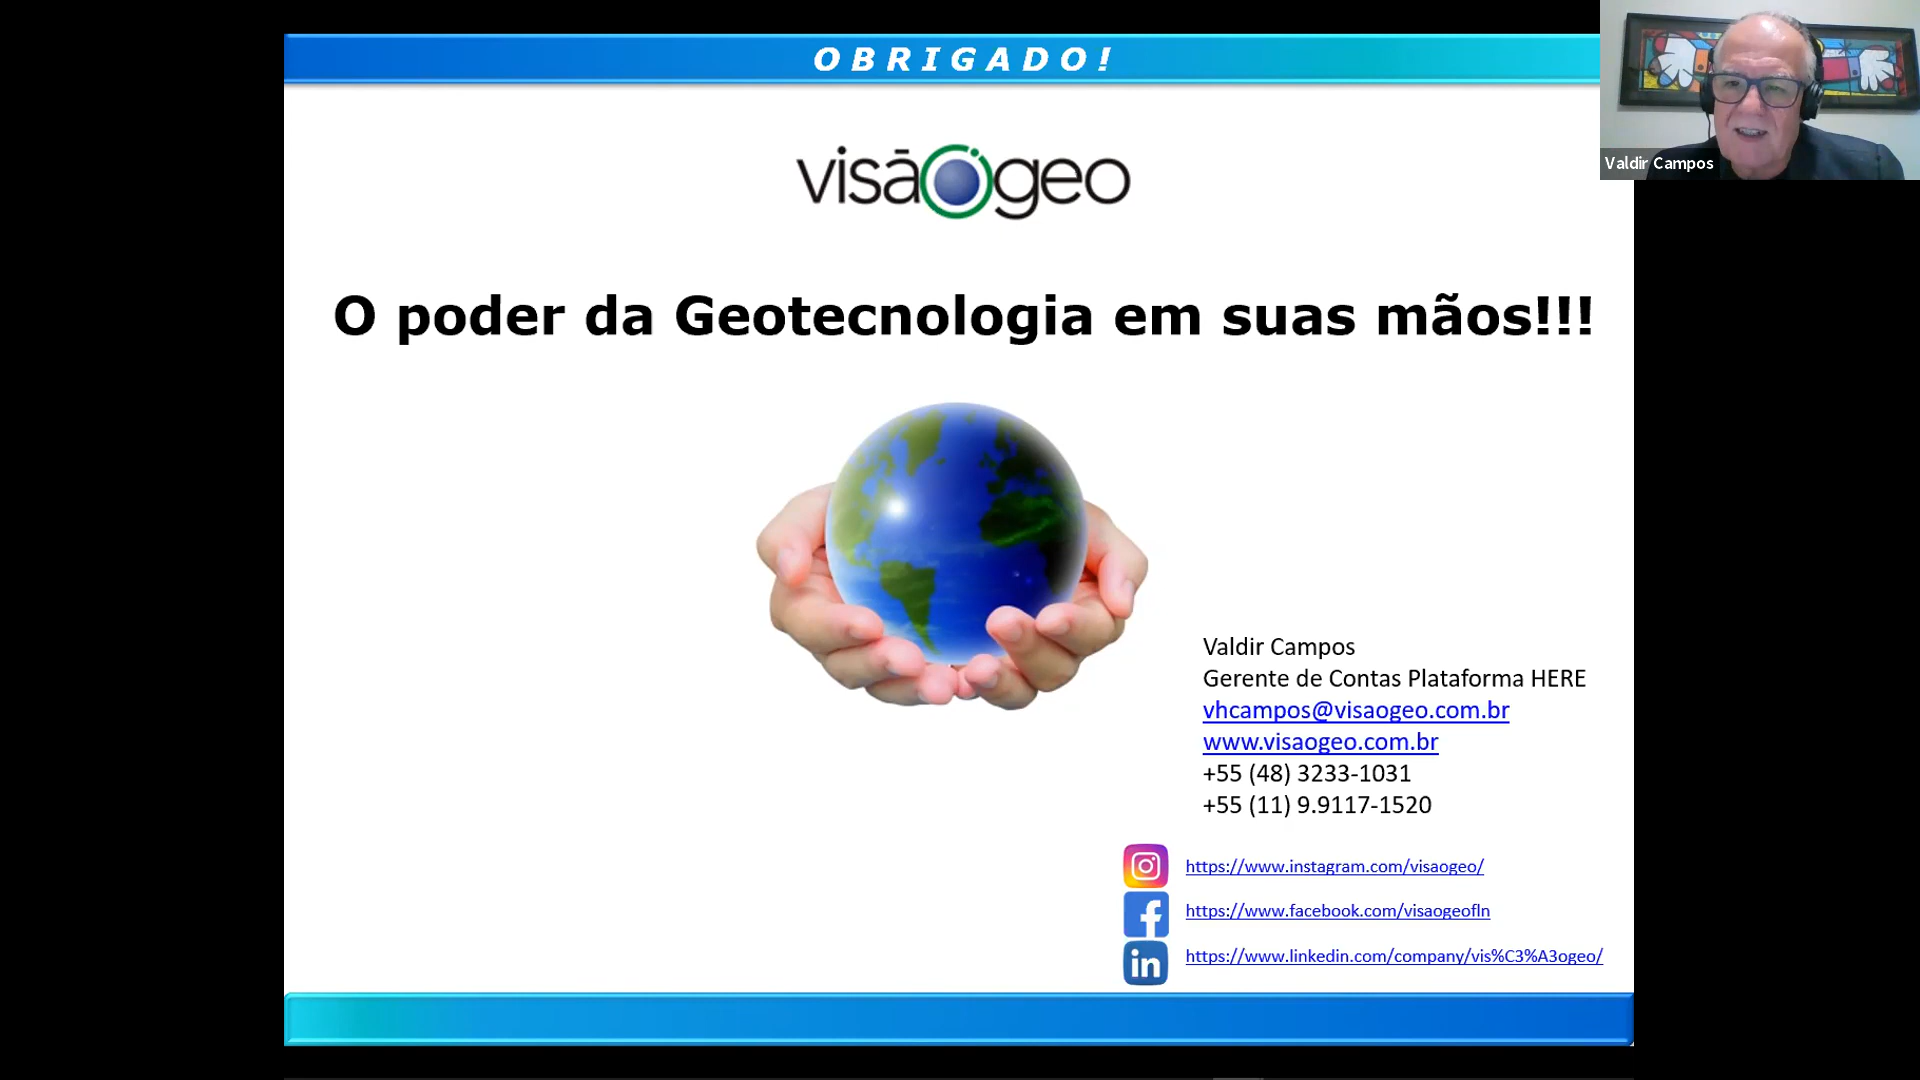 OBRIGADO!
Valdir Campos
visãogeo
O poder da Geotecnologia em suas mãos!!!
Valdir Campos
Gerente de Contas Plataforma HERE
vhcampos@visaogeo.com.br
www.visaogeo.com.br
+55 (48) 3233-1031
+55 (11) 9.9117-1520
https://www.instagram.com/visaogeo/
https://www.facebook.com/visaogeofln
in
https://www.linkedin.com/company/vis%C3%A3ogeo/